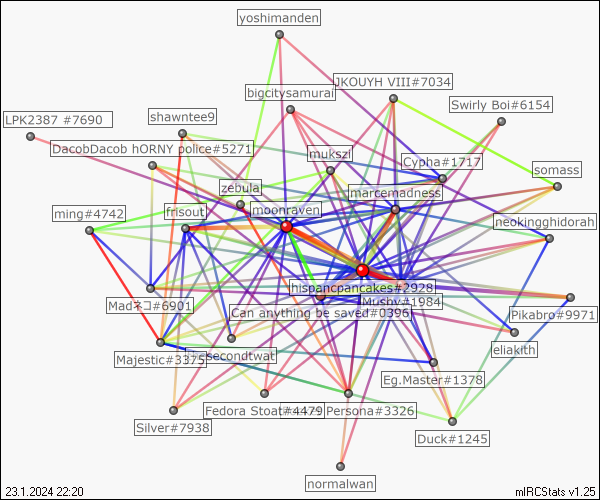 yoshimanden
JKOUYH VIII#7034
bigcitysamurai
Swirly Boi#6154
LPK2387 #7690
shawntee9
DacobDacob hORNY police#5271
mukszi
Cypha#1717
somass
zebula
marcemadness
ming#4742
frisout
moonraven
neokingghidorah
hispancpancakes#2928
Madネコ#6901
Musby#1984
Can anything be saved#0396
Pikabro#9971
Majestic#3375
secondtwat
eliakith
Eg.Master#1378
Fedora Stoat#4479
Persona#3326
Silver#7938
Duck#1245
normalwan
23.1.2024 22:20
mIRCStats v1.25